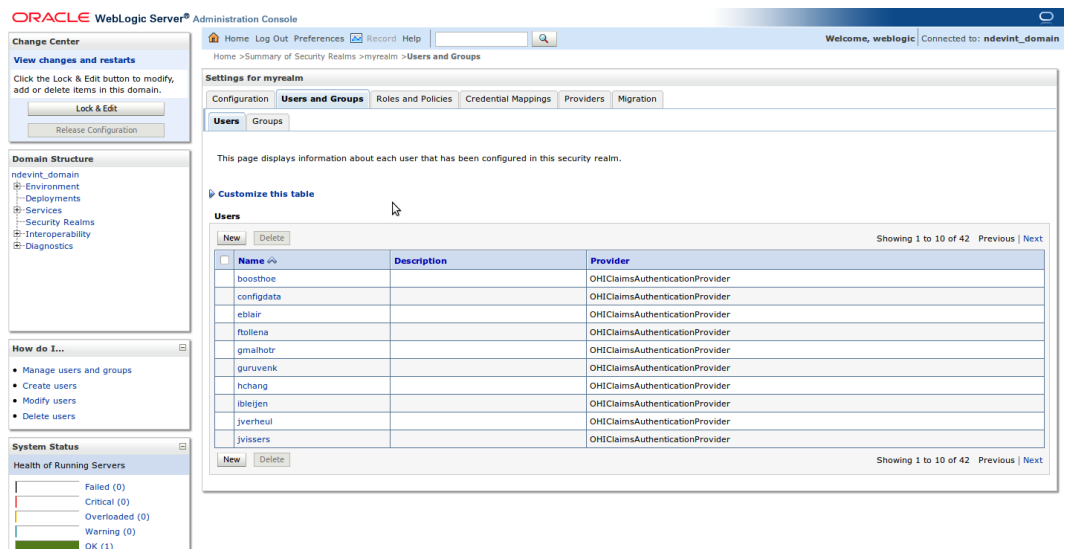 ORACLE WebLogic Server® Administration Console
Change Center
View changes and restarts
Click the Lock & Edit button to modify,
add or delete items in this domain.
Lock & Edit
Release Configuration
Domain Structure
ndevint_domain
Environment
Deployments
Services
Security Realms
Interoperability
Diagnostics
How do I...
Manage users and groups
Create users
Modify users
Delete users
System Status
Health of Running Servers
Failed (0)
Critical (0)
Overloaded (0)
Warning (0)
OK (1)
Home Log Out Preferences Record Help
Welcome, weblogic Connected to: ndevint_domain
Home >Summary of Security Realms >myrealm >Users and Groups
Settings for myrealm
Configuration Users and Groups Roles and Policies Credential Mappings Providers Migration
Users Groups
This page displays information about each user that has been configured in this security realm.
Customize this table
Users
New Delete Showing 1 to 10 of 42 Previous | Next
Name Description Provider
boosthoe OHIClaimsAuthenticationProvider
configdata OHIClaimsAuthenticationProvider
eblair OHIClaimsAuthenticationProvider
ftollena OHIClaimsAuthenticationProvider
gmalhotr OHIClaimsAuthenticationProvider
guruvenk OHIClaimsAuthenticationProvider
hchang OHIClaimsAuthenticationProvider
ibleijen OHIClaimsAuthenticationProvider
jverheul OHIClaimsAuthenticationProvider
jvissers OHIClaimsAuthenticationProvider
New Delete Showing 1 to 10 of 42 Previous | Next